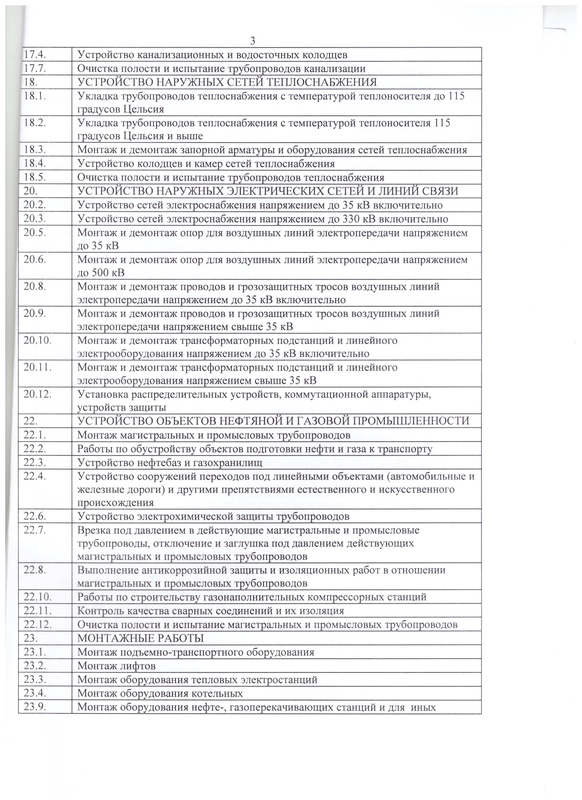 3
17.4. Устройство канализационных и водосточных колодцев
17.7. Очистка полости и испытание трубопроводов канализации
18. УСТРОЙСТВО НАРУЖНЫХ СЕТЕЙ ТЕПЛОСНАБЖЕНИЯ
18.1. Укладка трубопроводов теплоснабжения с температурой теплоносителя до 115
градусов Цельсия
18.2. Укладка трубопроводов теплоснабжения с температурой теплоносителя 115
градусов Цельсия и выше
18.3. Монтаж и демонтаж запорной арматуры и оборудования сетей теплоснабжения
18.4. Устройство колодцев и камер сетей теплоснабжения
18.5. Очистка полости и испытание трубопроводов теплоснабжения
20. УСТРОЙСТВО НАРУЖНЫХ ЭЛЕКТРИЧЕСКИХ СЕТЕЙ И ЛИНИЙ СВЯЗИ
20.2. Устройство сетей электроснабжения напряжением до 35 кВ включительно
20.3. Устройство сетей электроснабжения напряжением до 330 кВ включительно
20.5. Монтаж и демонтаж опор для воздушных линий электропередачи напряжением
до 35 кВ
20.6. Монтаж и демонтаж опор для воздушных линий электропередачи напряжением
до 500 кВ
20.8. Монтаж и демонтаж проводов и грозозащитных тросов воздушных линий
электропередачи напряжением до 35 кВ включительно
20.9. Монтаж и демонтаж проводов и грозозащитных тросов воздушных линий
электропередачи напряжением свыше 35 кВ
20.10. Монтаж и демонтаж трансформаторных подстанций и линейного
электрооборудования напряжением до 35 кВ включительно
20.11. Монтаж и демонтаж трансформаторных подстанций и линейного
электрооборудования напряжением свыше 35 кВ
20.12. Установка распределительных устройств, коммутационной аппаратуры,
устройств защиты
22. УСТРОЙСТВО ОБЪЕКТОВ НЕФТЯНОЙ И ГАЗОВОЙ ПРОМЫШЛЕННОСТИ
22.1. Монтаж магистральных и промысловых трубопроводов
22.2. Работы по обустройству объектов подготовки нефти и газа к транспорту
22.3. Устройство нефтебаз и газохранилищ
22.4. Устройство сооружений переходов под линейными объектами (автомобильные и
железные дороги) и другими препятствиями естественного и искусственного
происхождения
22.6. Устройство электрохимической защиты трубопроводов
22.7. Врезка под давлением в действующие магистральные и промысловые
трубопроводы, отключение и заглушка под давлением действующих
магистральных и промысловых трубопроводов
22.8. Выполнение антикоррозийной защиты и изоляционных работ в отношении
магистральных и промысловых трубопроводов
22.10. Работы по строительству газонаполнительных компрессорных станций
22.11. Контроль качества сварных соединений и их изоляция
22.12. Очистка полости и испытание магистральных и промысловых трубопроводов
23. МОНТАЖНЫЕ РАБОТЫ
23.1. Монтаж подъемно-транспортного оборудования
23.2. Монтаж лифтов
23.3. Монтаж оборудования тепловых электростанций
23.4. Монтаж оборудования котельных
23.9. Монтаж оборудования нефте-, газоперекачивающих станций и для иных